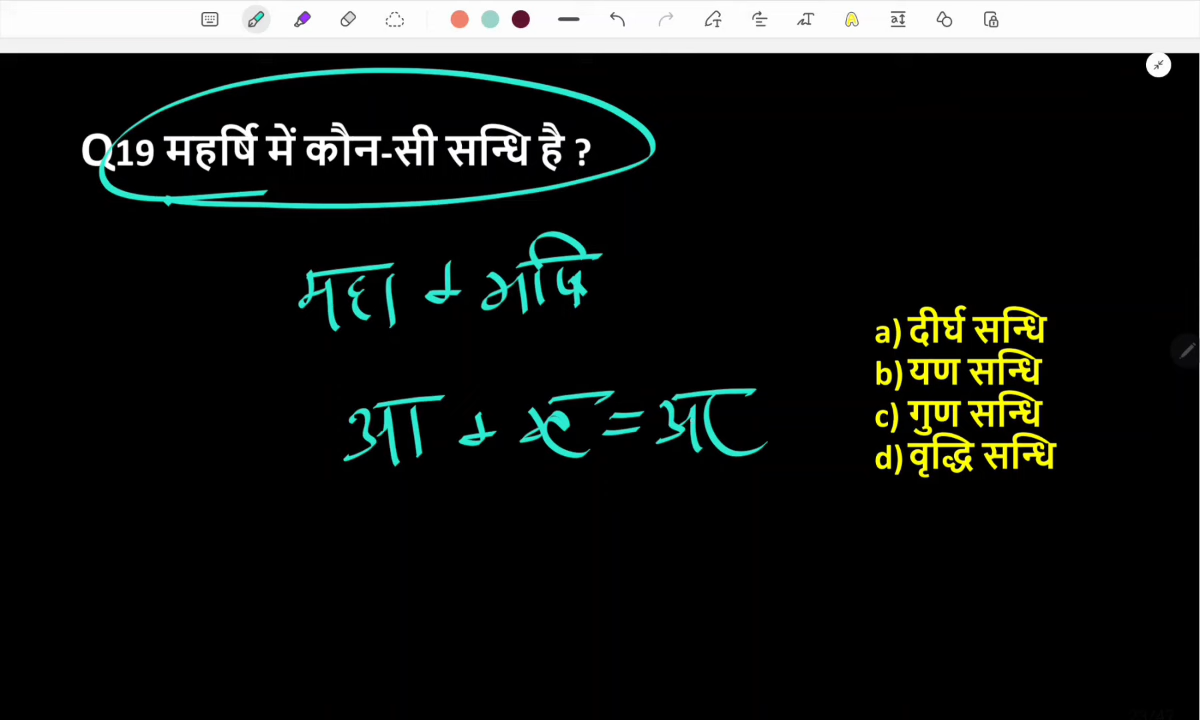 Q19 महर्षि में कौन-सी सन्धि है ?
महा + ऋषि
आ + ऋ = अर
a) दीर्घ सन्धि
b) यण सन्धि
c) गुण सन्धि
d) वृद्धि सन्धि